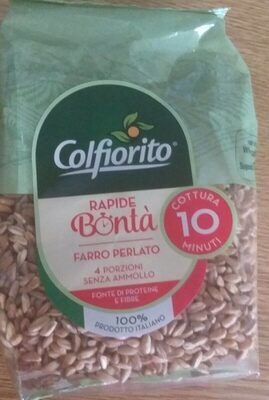 Colfiorito®
RAPIDE
Bontà
FARRO PERLATO
4 PORZIONI
SENZA AMMOLLO
FONTE DI PROTEINE
E FIBRE
100%
PRODOTTO ITALIANO
COTTURA
10
MINUTI